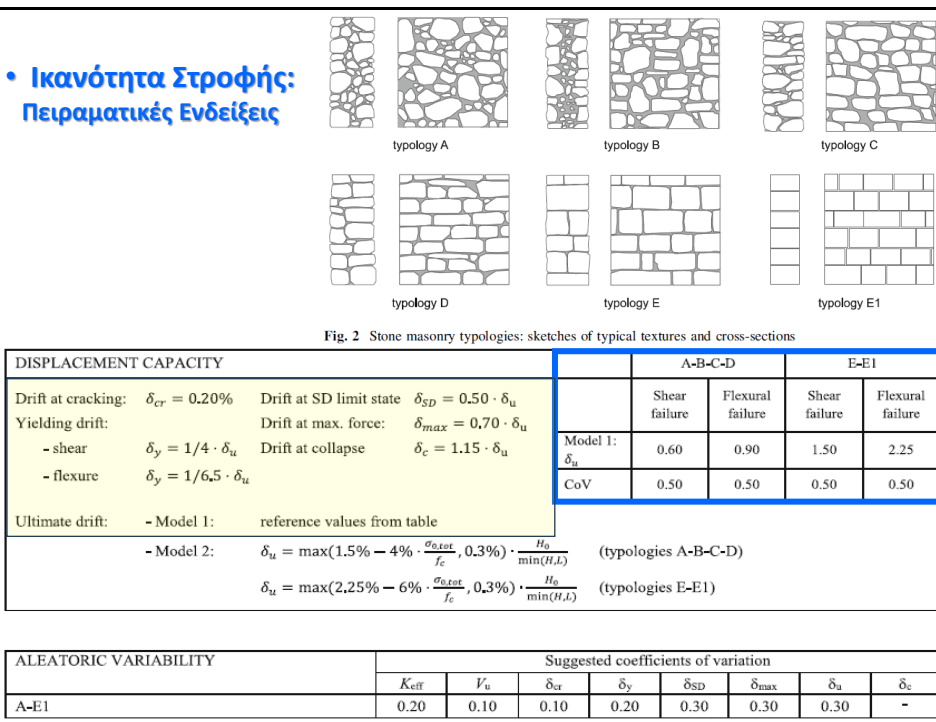 • Ικανότητα Στροφής:
Πειραματικές Ενδείξεις
typology A
typology B
typology C
typology D
typology E
typology E1
Fig. 2 Stone masonry typologies: sketches of typical textures and cross-sections
DISPLACEMENT CAPACITY
Drift at cracking: δcr = 0.20% Drift at SD limit state δSD = 0.50 · δu
Yielding drift: Drift at max. force: δmax = 0.70 · δu
- shear δy = 1/4 · δu Drift at collapse δc = 1.15 · δu
- flexure δy = 1/6.5 · δu
Ultimate drift: - Model 1: reference values from table
- Model 2: δu = max(1.5% − 4% · σ0,tot/fc, 0.3%) · H0/min(H,L) (typologies A-B-C-D)
δu = max(2.25% − 6% · σ0,tot/fc, 0.3%) · H0/min(H,L) (typologies E-E1)
A-B-C-D E-E1
Shear failure Flexural failure Shear failure Flexural failure
Model 1: δu 0.60 0.90 1.50 2.25
CoV 0.50 0.50 0.50 0.50
ALEATORIC VARIABILITY Suggested coefficients of variation
Keff Vu δcr δy δSD δmax δu δc
A-E1 0.20 0.10 0.10 0.20 0.30 0.30 0.30 -